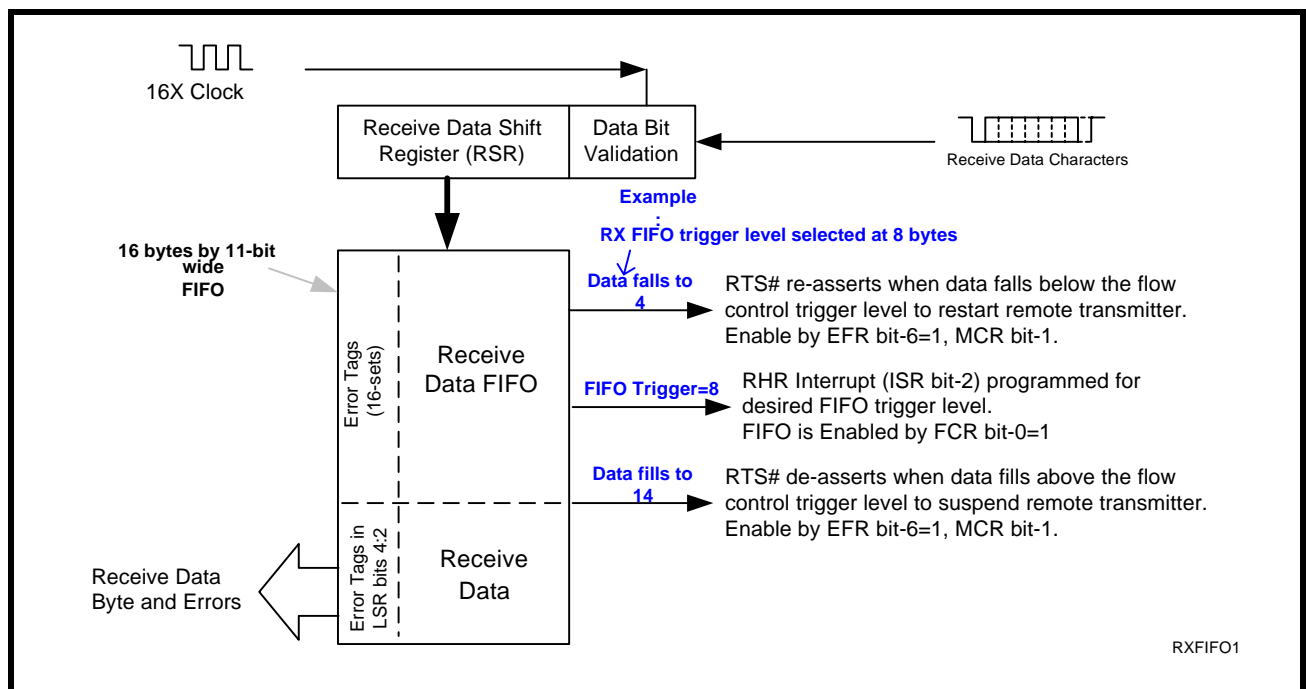 16X Clock
Receive Data Shift
Register (RSR)
Data Bit
Validation
Receive Data Characters
Example
:
RX FIFO trigger level selected at 8 bytes
16 bytes by 11-bit
wide
FIFO
Error Tags
(16-sets)
Receive
Data FIFO
Data falls to
4
RTS# re-asserts when data falls below the flow
control trigger level to restart remote transmitter.
Enable by EFR bit-6=1, MCR bit-1.
FIFO Trigger=8
RHR Interrupt (ISR bit-2) programmed for
desired FIFO trigger level.
FIFO is Enabled by FCR bit-0=1
Data fills to
14
RTS# de-asserts when data fills above the flow
control trigger level to suspend remote transmitter.
Enable by EFR bit-6=1, MCR bit-1.
Error Tags in
LSR bits 4:2
Receive
Data
Receive Data
Byte and Errors
RXFIFO1